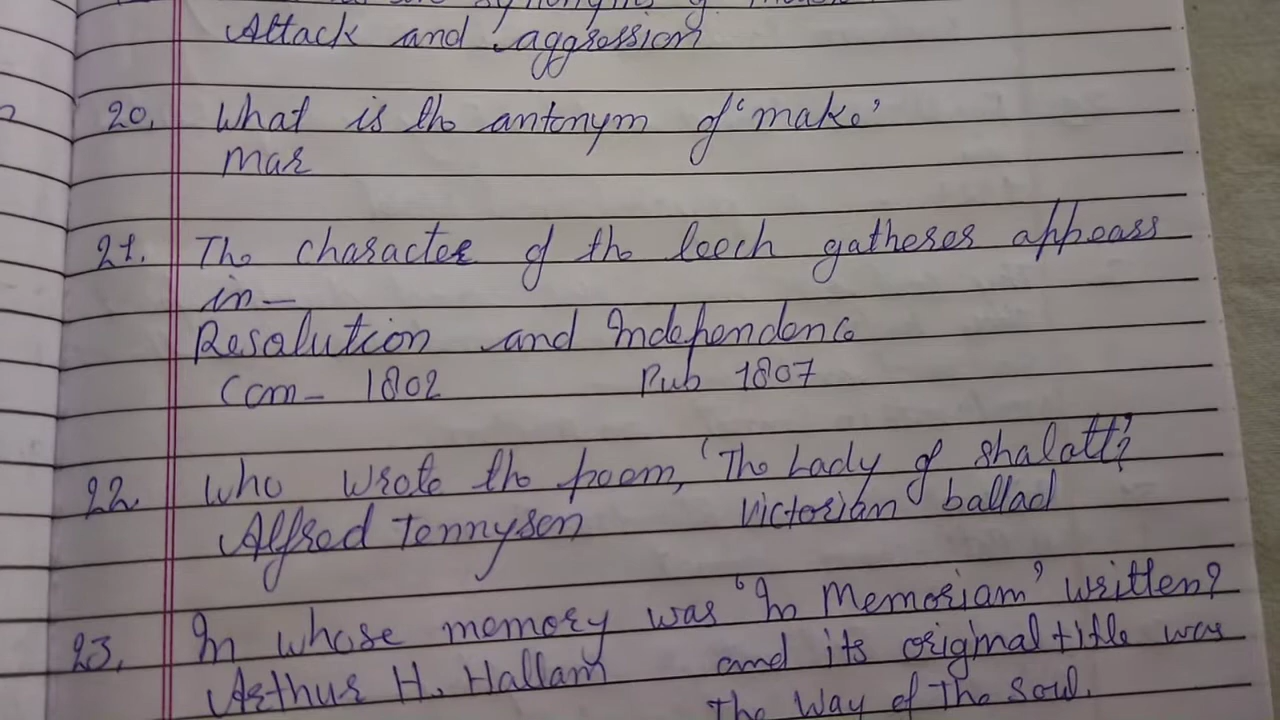 synonyms of
Attack and aggression
20. What is the antonym of 'make'
mar
21. The character of the leech gatherer appears
in —
Resolution and Independence
Com - 1802 Pub 1807
22. Who wrote the poem, 'The Lady of Shalott'?
Alfred Tennyson Victorian ballad
23. In whose memory was 'In Memoriam' written?
Arthur H. Hallam and its original title was
The Way of The Soul.